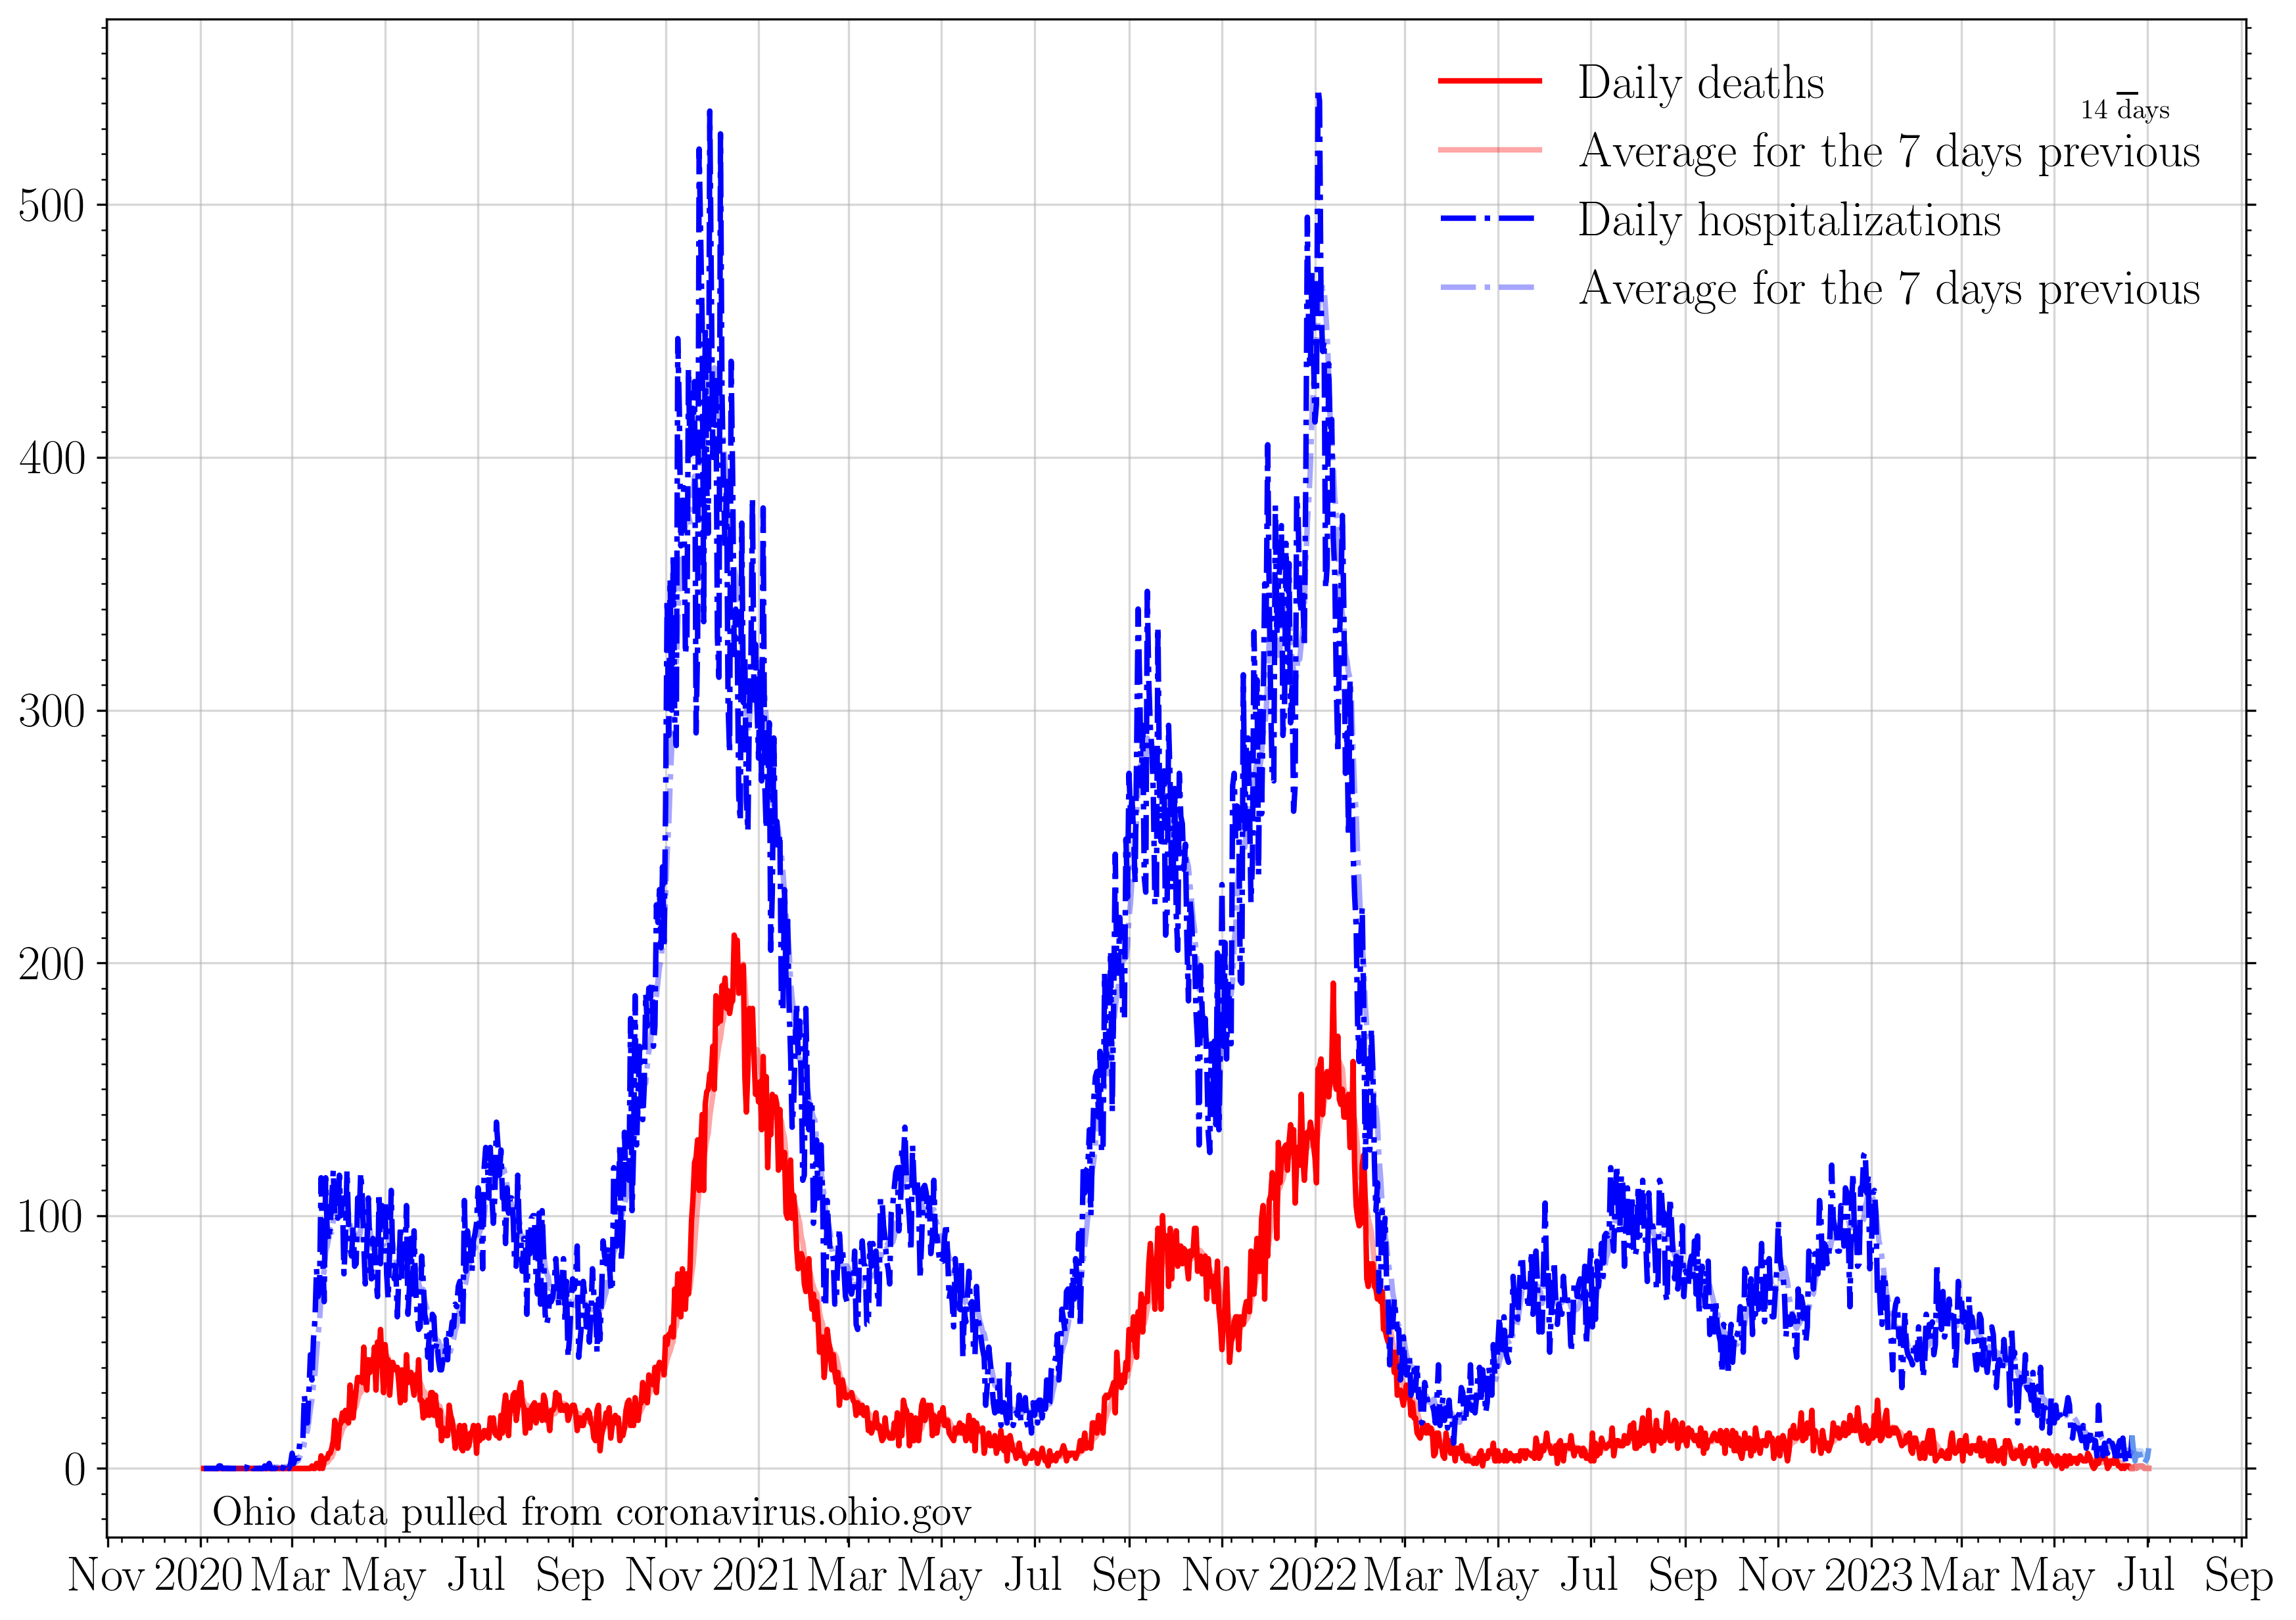 Daily deaths
14 days
Average for the 7 days previous
Daily hospitalizations
Average for the 7 days previous
500
400
300
200
100
0
Ohio data pulled from coronavirus.ohio.gov
Nov 2020 Mar May Jul Sep Nov 2021 Mar May Jul Sep Nov 2022 Mar May Jul Sep Nov 2023 Mar May Jul Sep